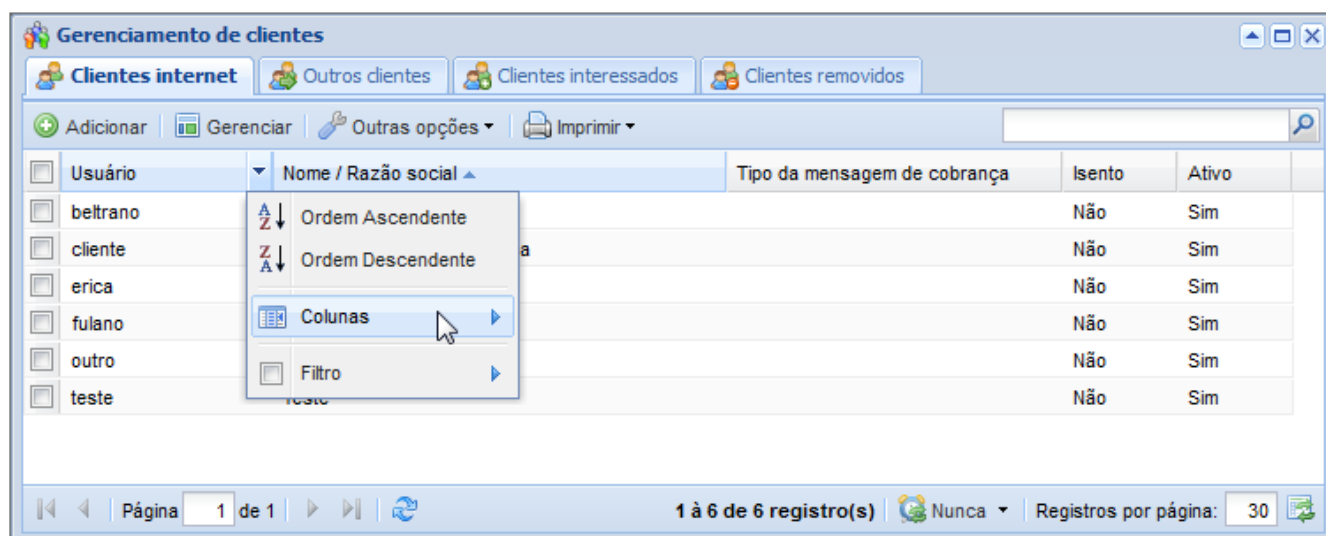 Gerenciamento de clientes
Clientes internet Outros clientes Clientes interessados Clientes removidos
Adicionar Gerenciar Outras opções Imprimir
Usuário Nome / Razão social Tipo da mensagem de cobrança Isento Ativo
beltrano Não Sim
Ordem Ascendente
cliente a Não Sim
Ordem Descendente
erica Não Sim
Colunas
fulano Não Sim
outro Não Sim
Filtro
teste Teste Não Sim
Página 1 de 1 1 à 6 de 6 registro(s) Nunca Registros por página: 30